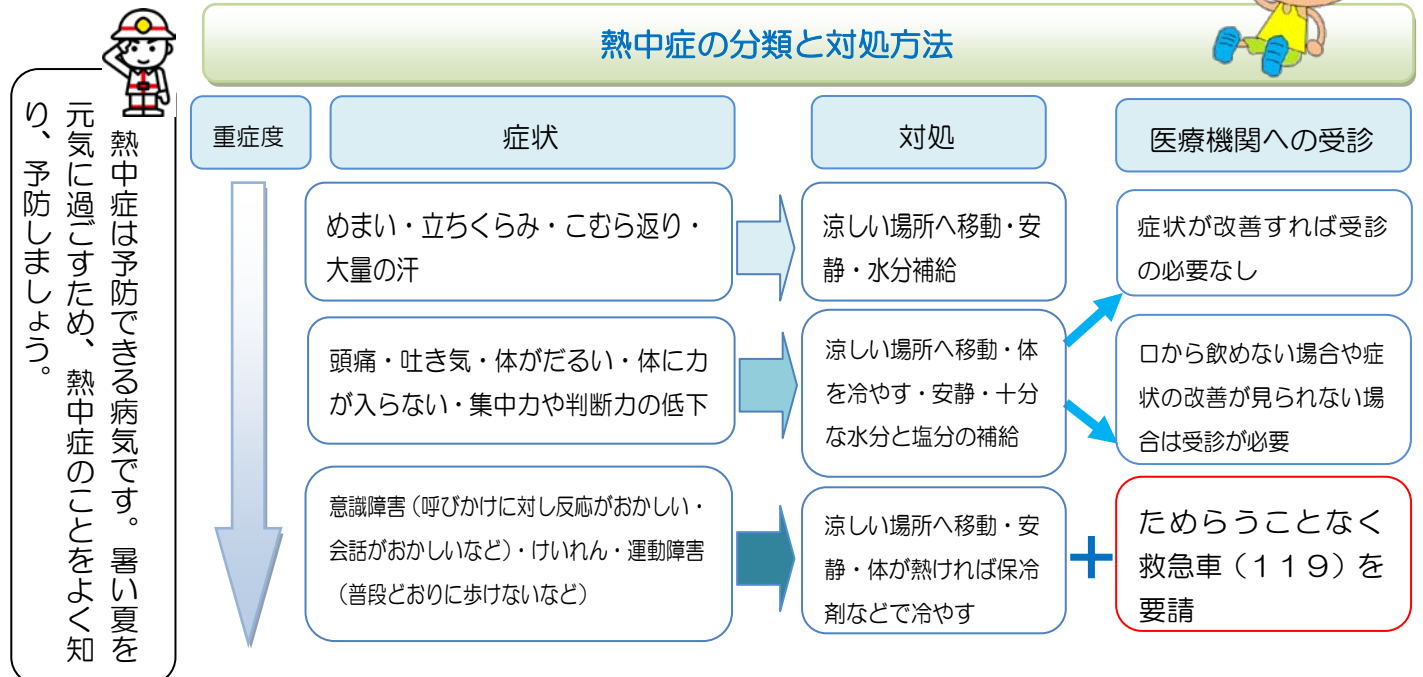 熱中症の分類と対処方法
熱中症は予防できる病気です。暑い夏を
元気に過ごすため、熱中症のことをよく知
り、予防しましょう。
重症度
症状
対処
医療機関への受診
めまい・立ちくらみ・こむら返り・
大量の汗
涼しい場所へ移動・安
静・水分補給
症状が改善すれば受診
の必要なし
頭痛・吐き気・体がだるい・体に力
が入らない・集中力や判断力の低下
涼しい場所へ移動・体
を冷やす・安静・十分
な水分と塩分の補給
口から飲めない場合や症
状の改善が見られない場
合は受診が必要
意識障害（呼びかけに対し反応がおかしい・
会話がおかしいなど）・けいれん・運動障害
（普段どおりに歩けないなど）
涼しい場所へ移動・安
静・体が熱ければ保冷
剤などで冷やす
+
ためらうことなく
救急車（１１９）を
要請